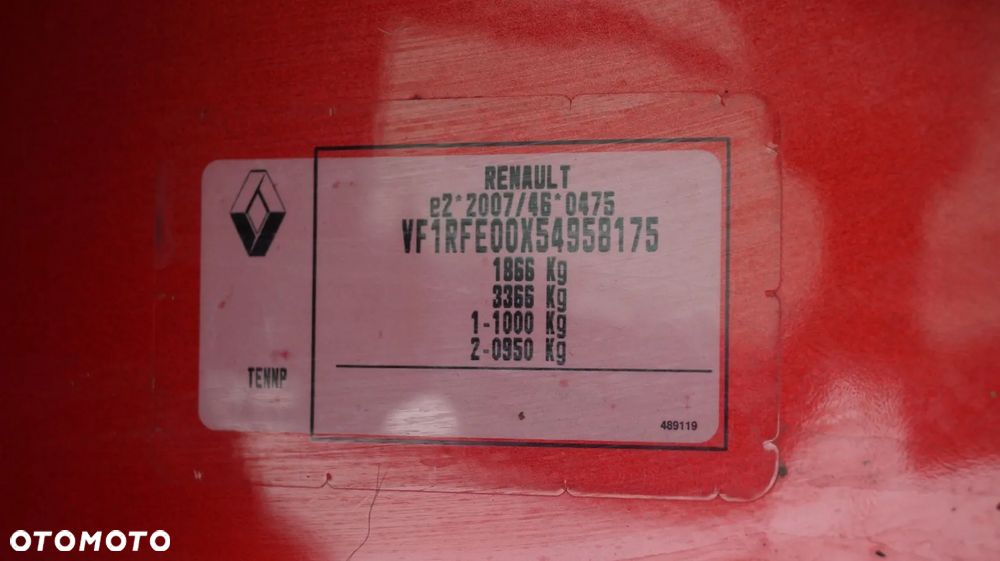 RENAULT
e2*2007/46*0475
VF1RFE00X54958175
1866 Kg
3366 Kg
1-1000 Kg
2-0950 Kg
TENNP
489119
OTOMOTO